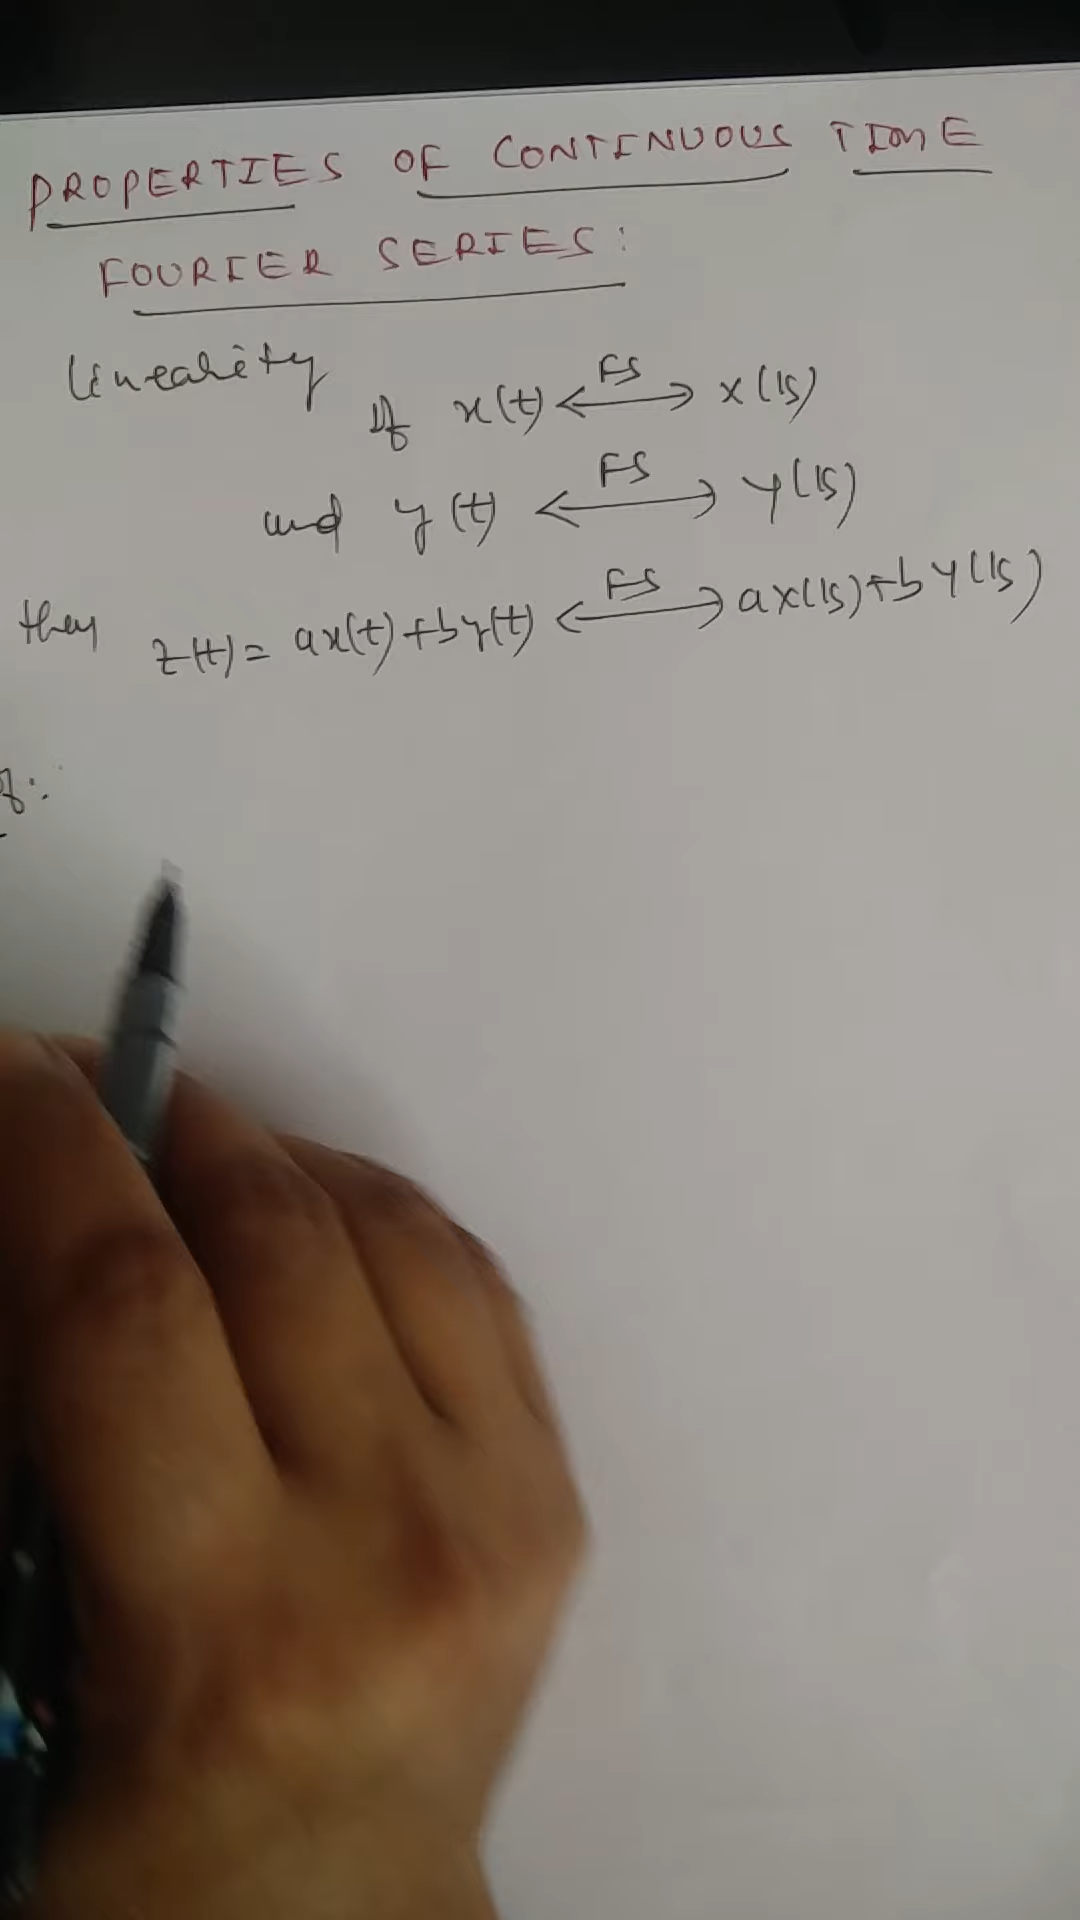 PROPERTIES OF CONTINUOUS TIME
FOURIER SERIES:
Linearity
If x(t) <--FS--> X(k)
and y(t) <--FS--> Y(k)
then z(t) = ax(t)+by(t) <--FS--> aX(k)+bY(k)